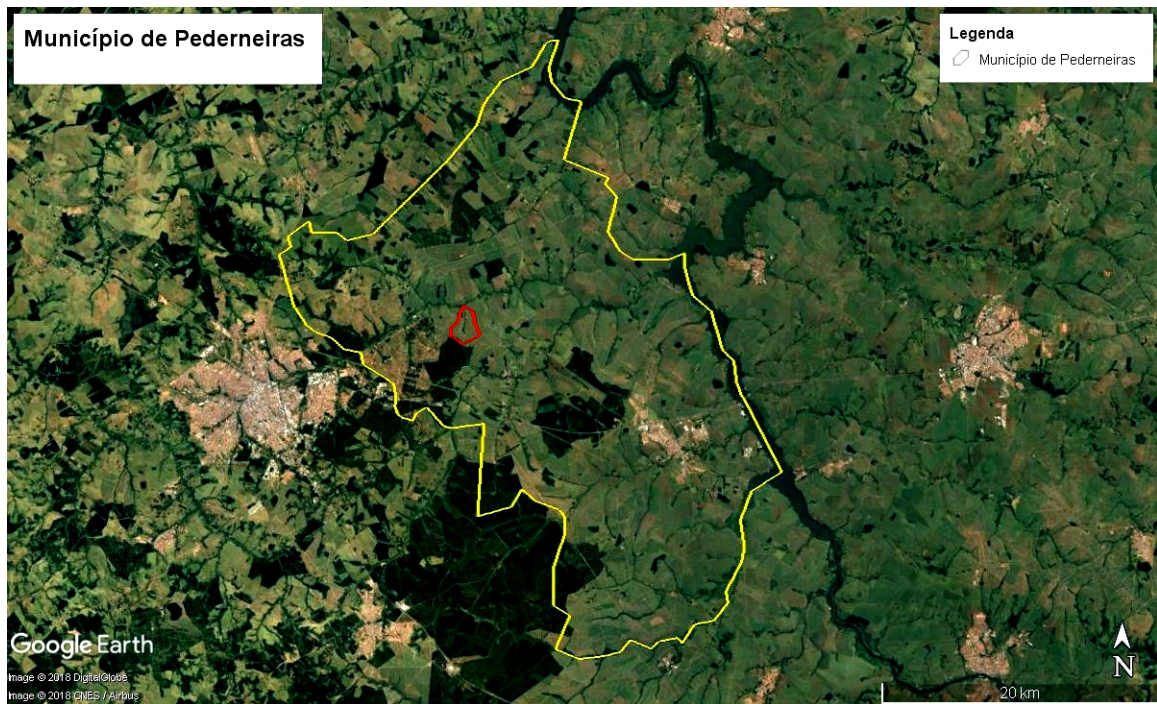 Município de Pederneiras
Legenda
Município de Pederneiras
Google Earth
Image © 2018 DigitalGlobe
Image © 2018 CNES / Airbus
N
20 km